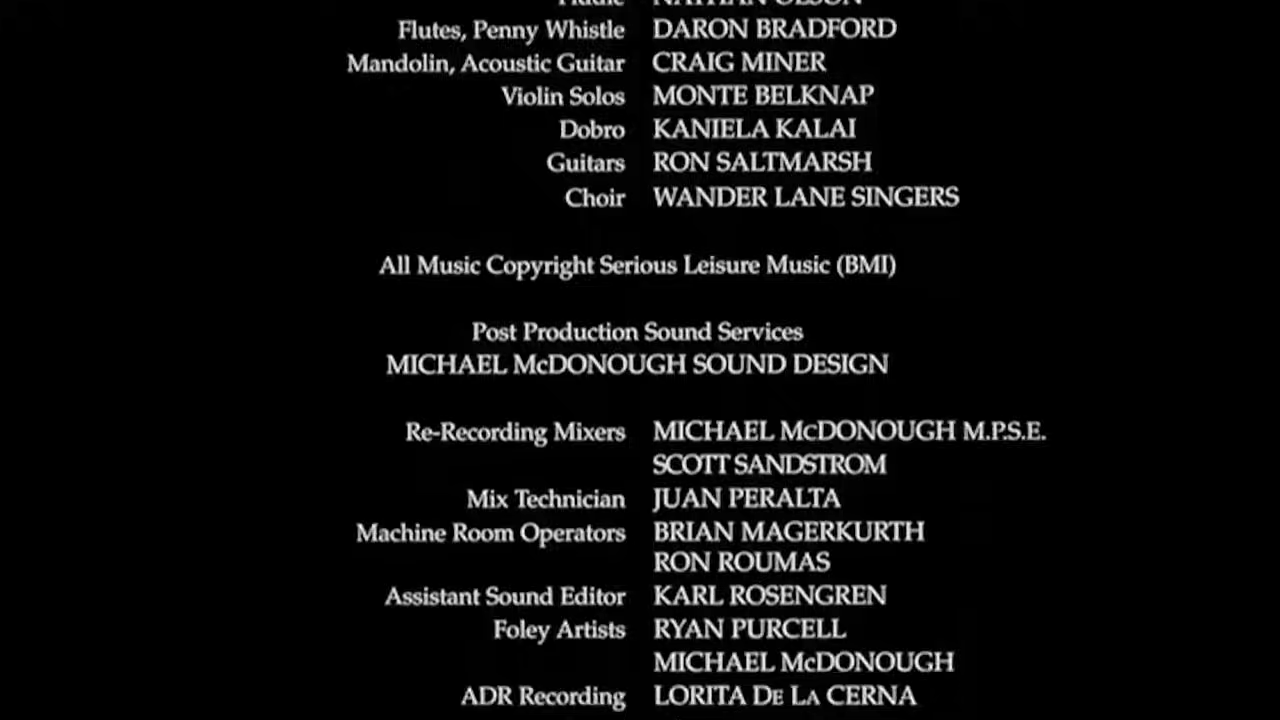 NATHAN OLSON
Flutes, Penny Whistle DARON BRADFORD
Mandolin, Acoustic Guitar CRAIG MINER
Violin Solos MONTE BELKNAP
Dobro KANIELA KALAI
Guitars RON SALTMARSH
Choir WANDER LANE SINGERS
All Music Copyright Serious Leisure Music (BMI)
Post Production Sound Services
MICHAEL McDONOUGH SOUND DESIGN
Re-Recording Mixers MICHAEL McDONOUGH M.P.S.E.
SCOTT SANDSTROM
Mix Technician JUAN PERALTA
Machine Room Operators BRIAN MAGERKURTH
RON ROUMAS
Assistant Sound Editor KARL ROSENGREN
Foley Artists RYAN PURCELL
MICHAEL McDONOUGH
ADR Recording LORITA DE LA CERNA